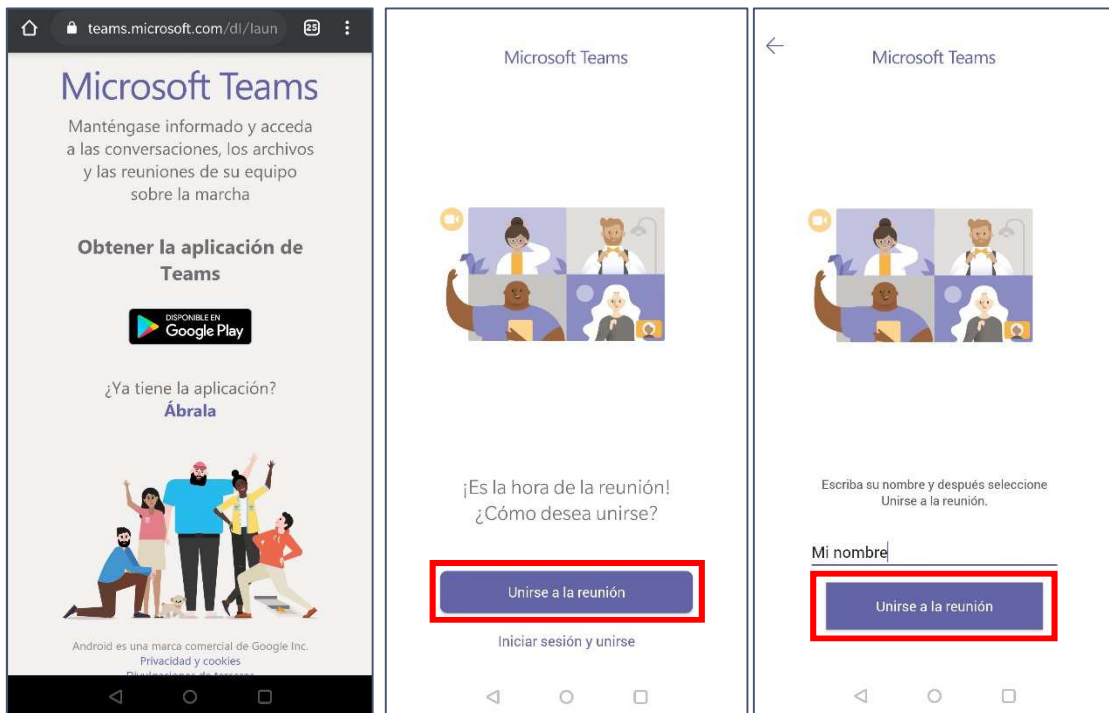 teams.microsoft.com/dl/laun
25
Microsoft Teams
Manténgase informado y acceda
a las conversaciones, los archivos
y las reuniones de su equipo
sobre la marcha
Obtener la aplicación de
Teams
DISPONIBLE EN
Google Play
¿Ya tiene la aplicación?
Ábrala
Android es una marca comercial de Google Inc.
Privacidad y cookies
Divulgaciones de terceros
Microsoft Teams
¡Es la hora de la reunión!
¿Cómo desea unirse?
Unirse a la reunión
Iniciar sesión y unirse
Microsoft Teams
Escriba su nombre y después seleccione
Unirse a la reunión.
Mi nombre
Unirse a la reunión